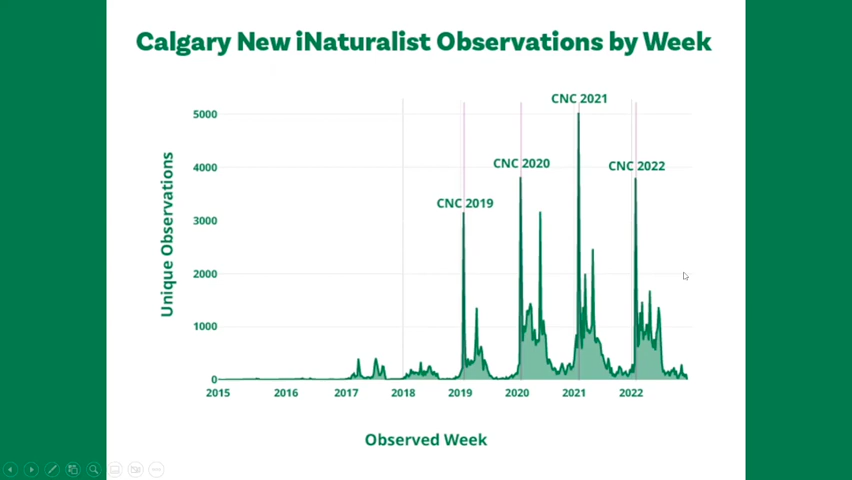 Calgary New iNaturalist Observations by Week
CNC 2021
5000
CNC 2020
4000
CNC 2022
CNC 2019
3000
Unique Observations
2000
1000
0
2015 2016 2017 2018 2019 2020 2021 2022
Observed Week